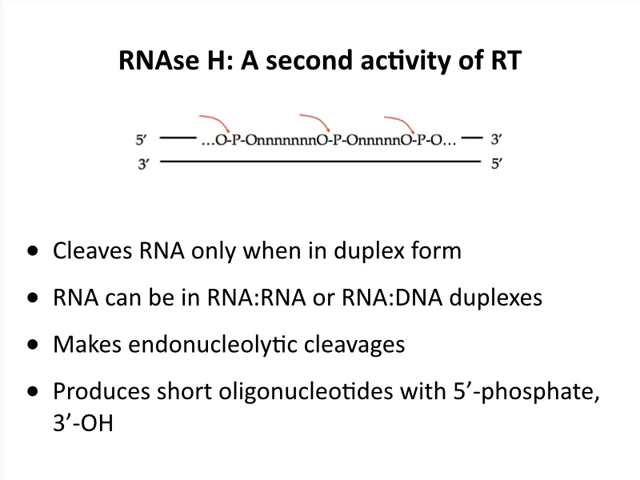 RNAse H: A second activity of RT
5′ ...O-P-OnnnnnnnO-P-OnnnnnO-P-O... 3′
3′ 5′
• Cleaves RNA only when in duplex form
• RNA can be in RNA:RNA or RNA:DNA duplexes
• Makes endonucleolytic cleavages
• Produces short oligonucleotides with 5′-phosphate,
3′-OH